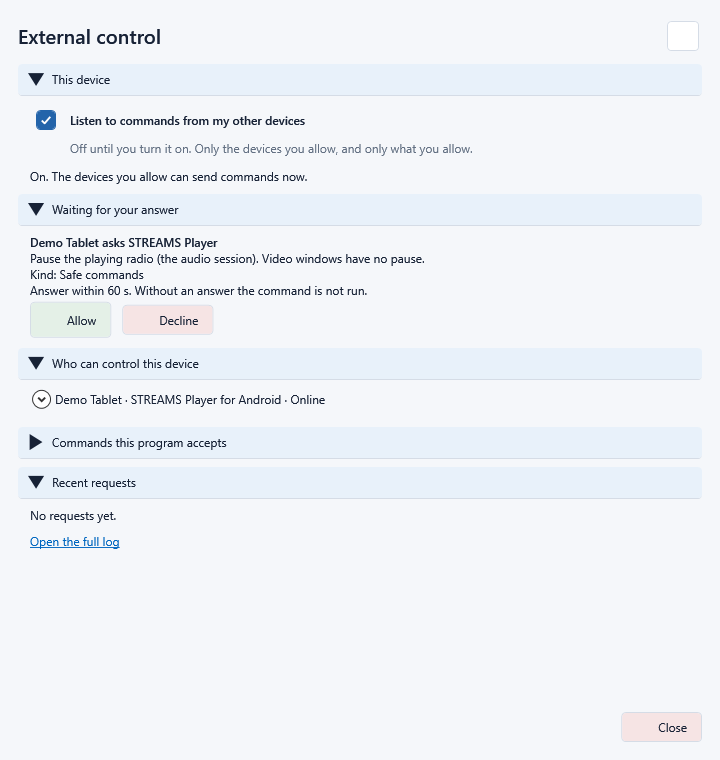 External control
This device
Listen to commands from my other devices
Off until you turn it on. Only the devices you allow, and only what you allow.
On. The devices you allow can send commands now.
Waiting for your answer
Demo Tablet asks STREAMS Player
Pause the playing radio (the audio session). Video windows have no pause.
Kind: Safe commands
Answer within 60 s. Without an answer the command is not run.
Allow
Decline
Who can control this device
Demo Tablet · STREAMS Player for Android · Online
Commands this program accepts
Recent requests
No requests yet.
Open the full log
Close